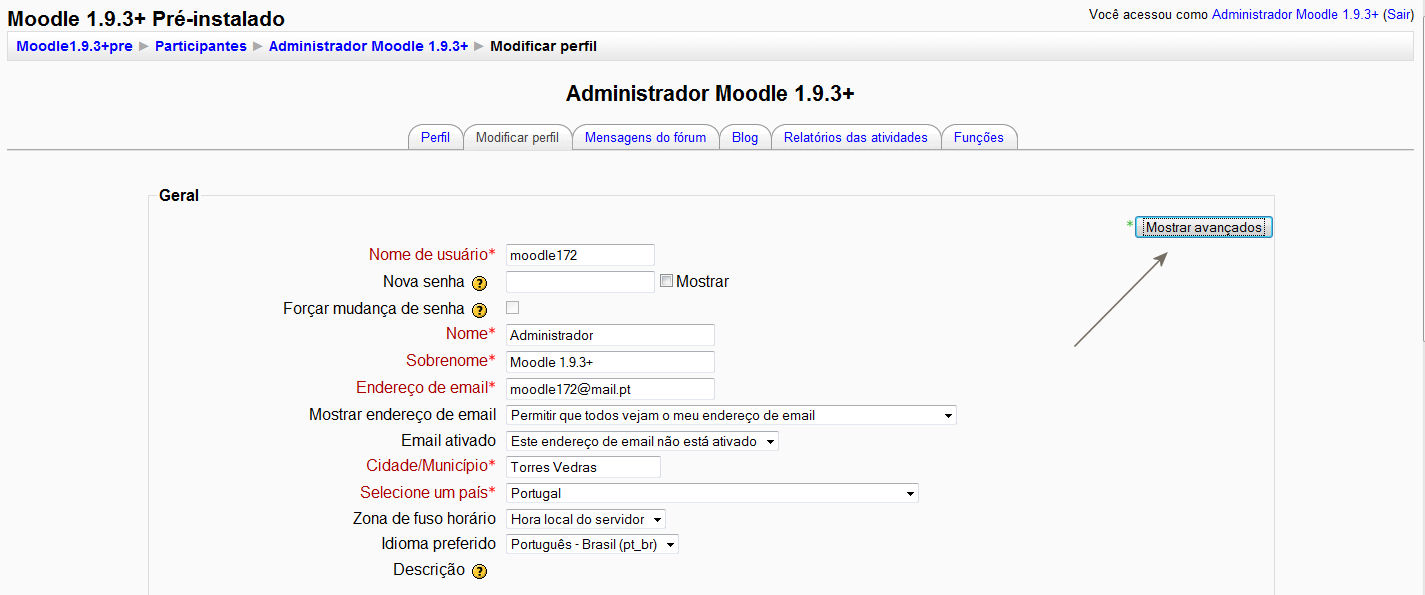 Moodle 1.9.3+ Pré-instalado
Você acessou como Administrador Moodle 1.9.3+ (Sair)
Moodle1.9.3+pre ► Participantes ► Administrador Moodle 1.9.3+ ► Modificar perfil
Administrador Moodle 1.9.3+
Perfil Modificar perfil Mensagens do fórum Blog Relatórios das atividades Funções
Geral
* Mostrar avançados
Nome de usuário* moodle172
Nova senha ? Mostrar
Forçar mudança de senha ?
Nome* Administrador
Sobrenome* Moodle 1.9.3+
Endereço de email* moodle172@mail.pt
Mostrar endereço de email Permitir que todos vejam o meu endereço de email
Email ativado Este endereço de email não está ativado
Cidade/Município* Torres Vedras
Selecione um país* Portugal
Zona de fuso horário Hora local do servidor
Idioma preferido Português - Brasil (pt_br)
Descrição ?